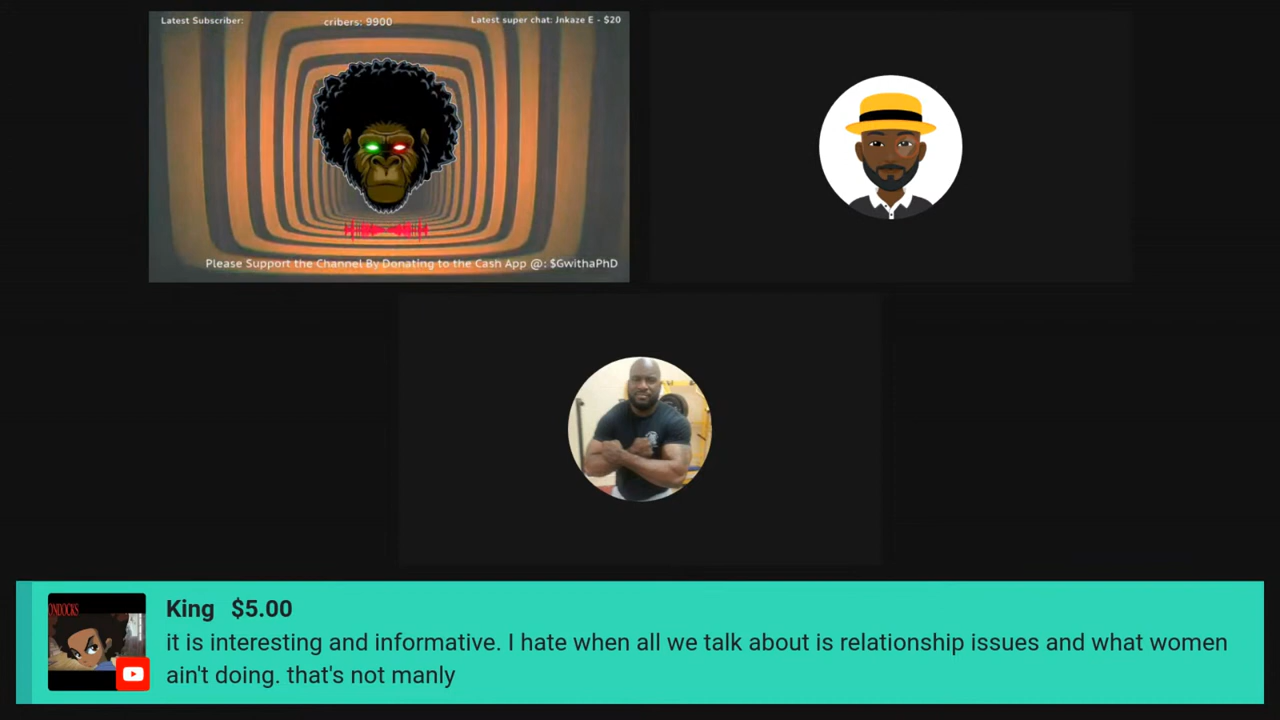 Latest Subscriber:
cribers: 9900
Latest super chat: Jnkaze E - $20
Please Support the Channel By Donating to the Cash App @: $GwithaPhD
ONDOCKS
King $5.00
it is interesting and informative. I hate when all we talk about is relationship issues and what women
ain't doing. that's not manly